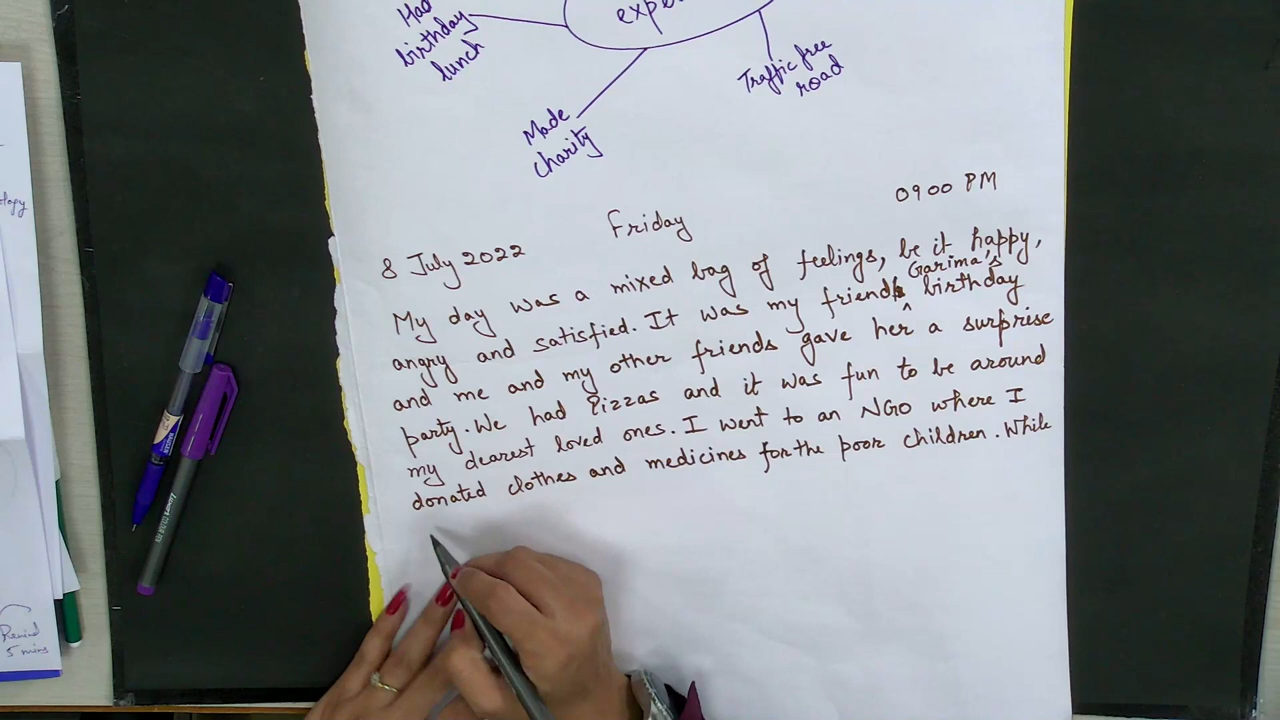 Had
birthday
lunch
Traffic free
road
Made
charity
0900 PM
Friday
8 July 2022
My day was a mixed bag of feelings, be it happy,
angry and satisfied. It was my friend Garima's birthday
and me and my other friends gave her a surprise
party. We had Pizzas and it was fun to be around
my dearest loved ones. I went to an NGO where I
donated clothes and medicines for the poor children. While
5 mins